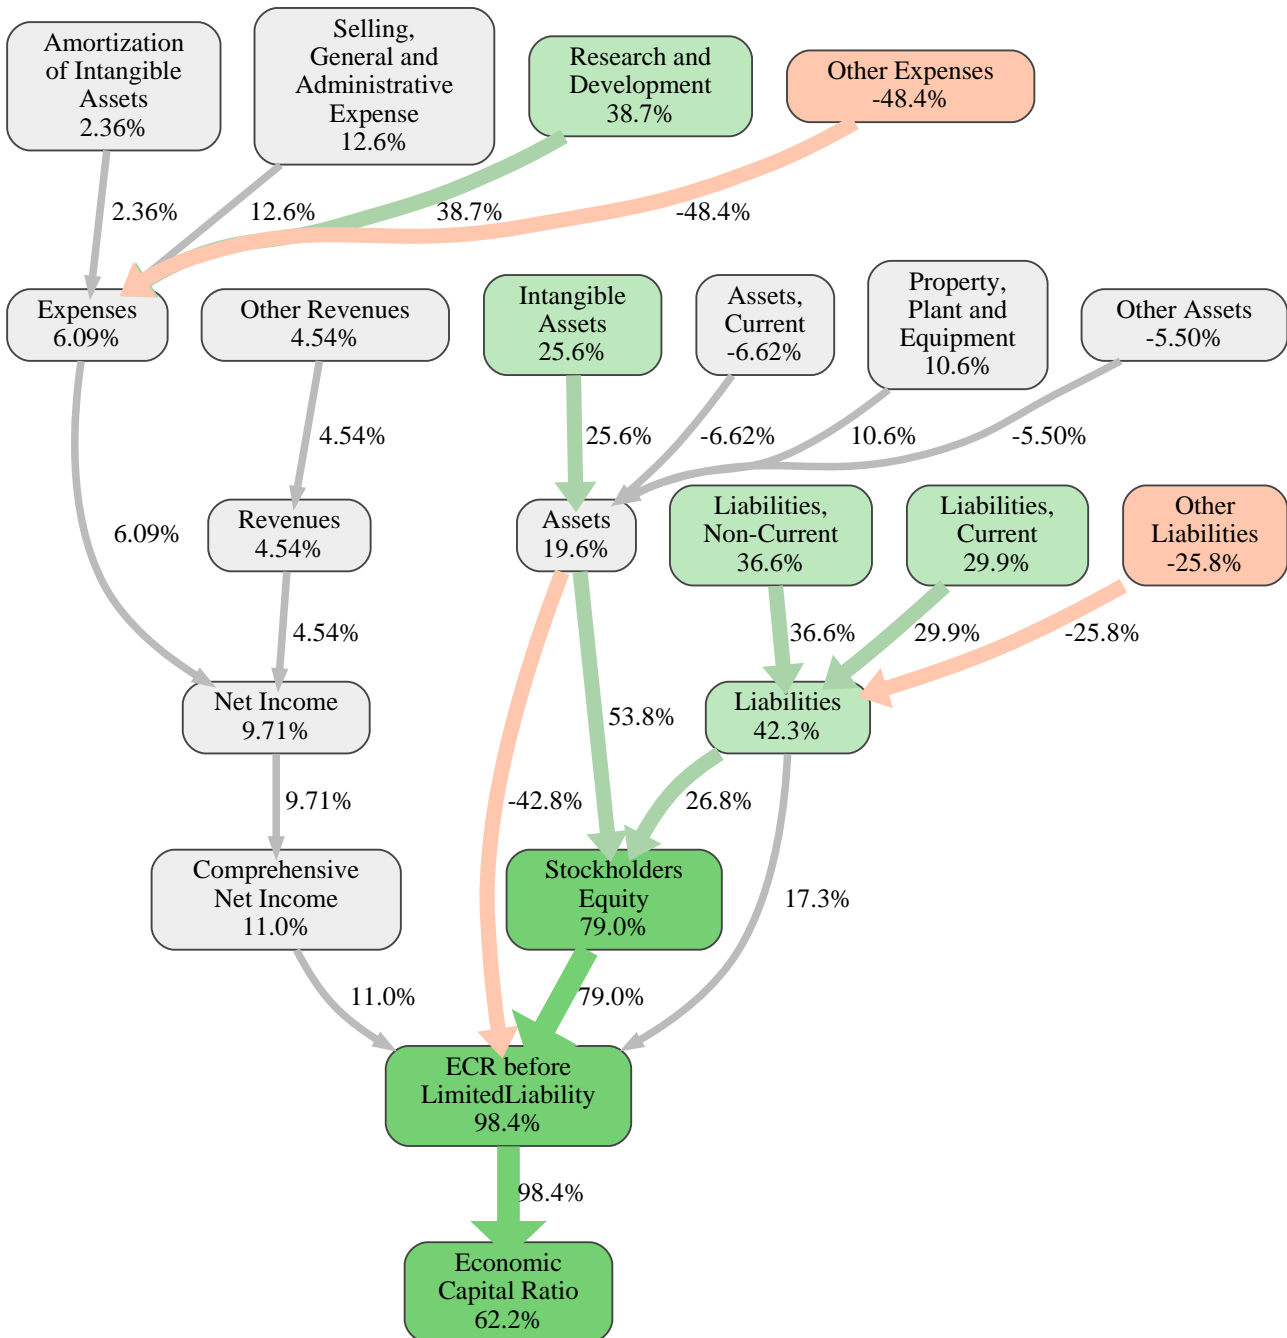 Amortization
of Intangible
Assets
2.36%
Selling,
General and
Administrative
Expense
12.6%
Research and
Development
38.7%
Other Expenses
-48.4%
2.36%
12.6%
38.7%
-48.4%
Expenses
6.09%
Other Revenues
4.54%
Intangible
Assets
25.6%
Assets,
Current
-6.62%
Property,
Plant and
Equipment
10.6%
Other Assets
-5.50%
4.54%
25.6%
-6.62%
10.6%
-5.50%
6.09%
Revenues
4.54%
Assets
19.6%
Liabilities,
Non-Current
36.6%
Liabilities,
Current
29.9%
Other
Liabilities
-25.8%
4.54%
36.6%
29.9%
-25.8%
Net Income
9.71%
53.8%
Liabilities
42.3%
9.71%
-42.8%
26.8%
Comprehensive
Net Income
11.0%
Stockholders
Equity
79.0%
17.3%
11.0%
79.0%
ECR before
LimitedLiability
98.4%
98.4%
Economic
Capital Ratio
62.2%